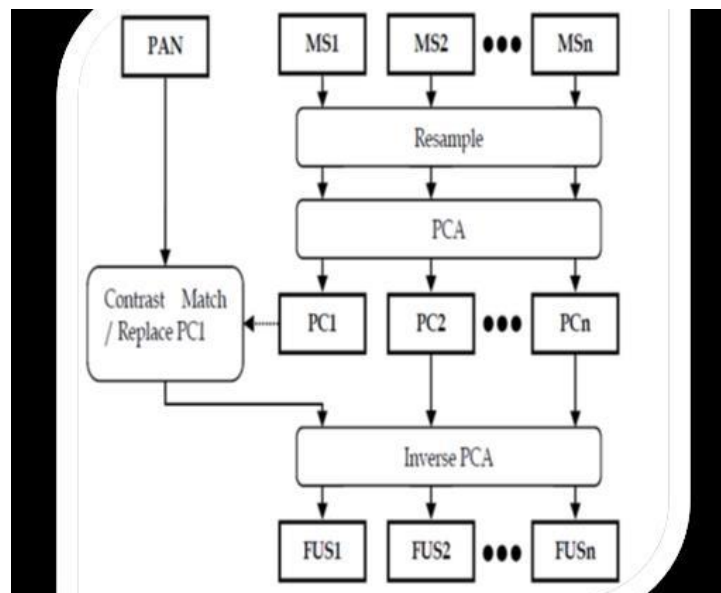 PAN MS1 MS2 MSn
Resample
PCA
Contrast Match
/ Replace PC1
PC1 PC2 PCn
Inverse PCA
FUS1 FUS2 FUSn